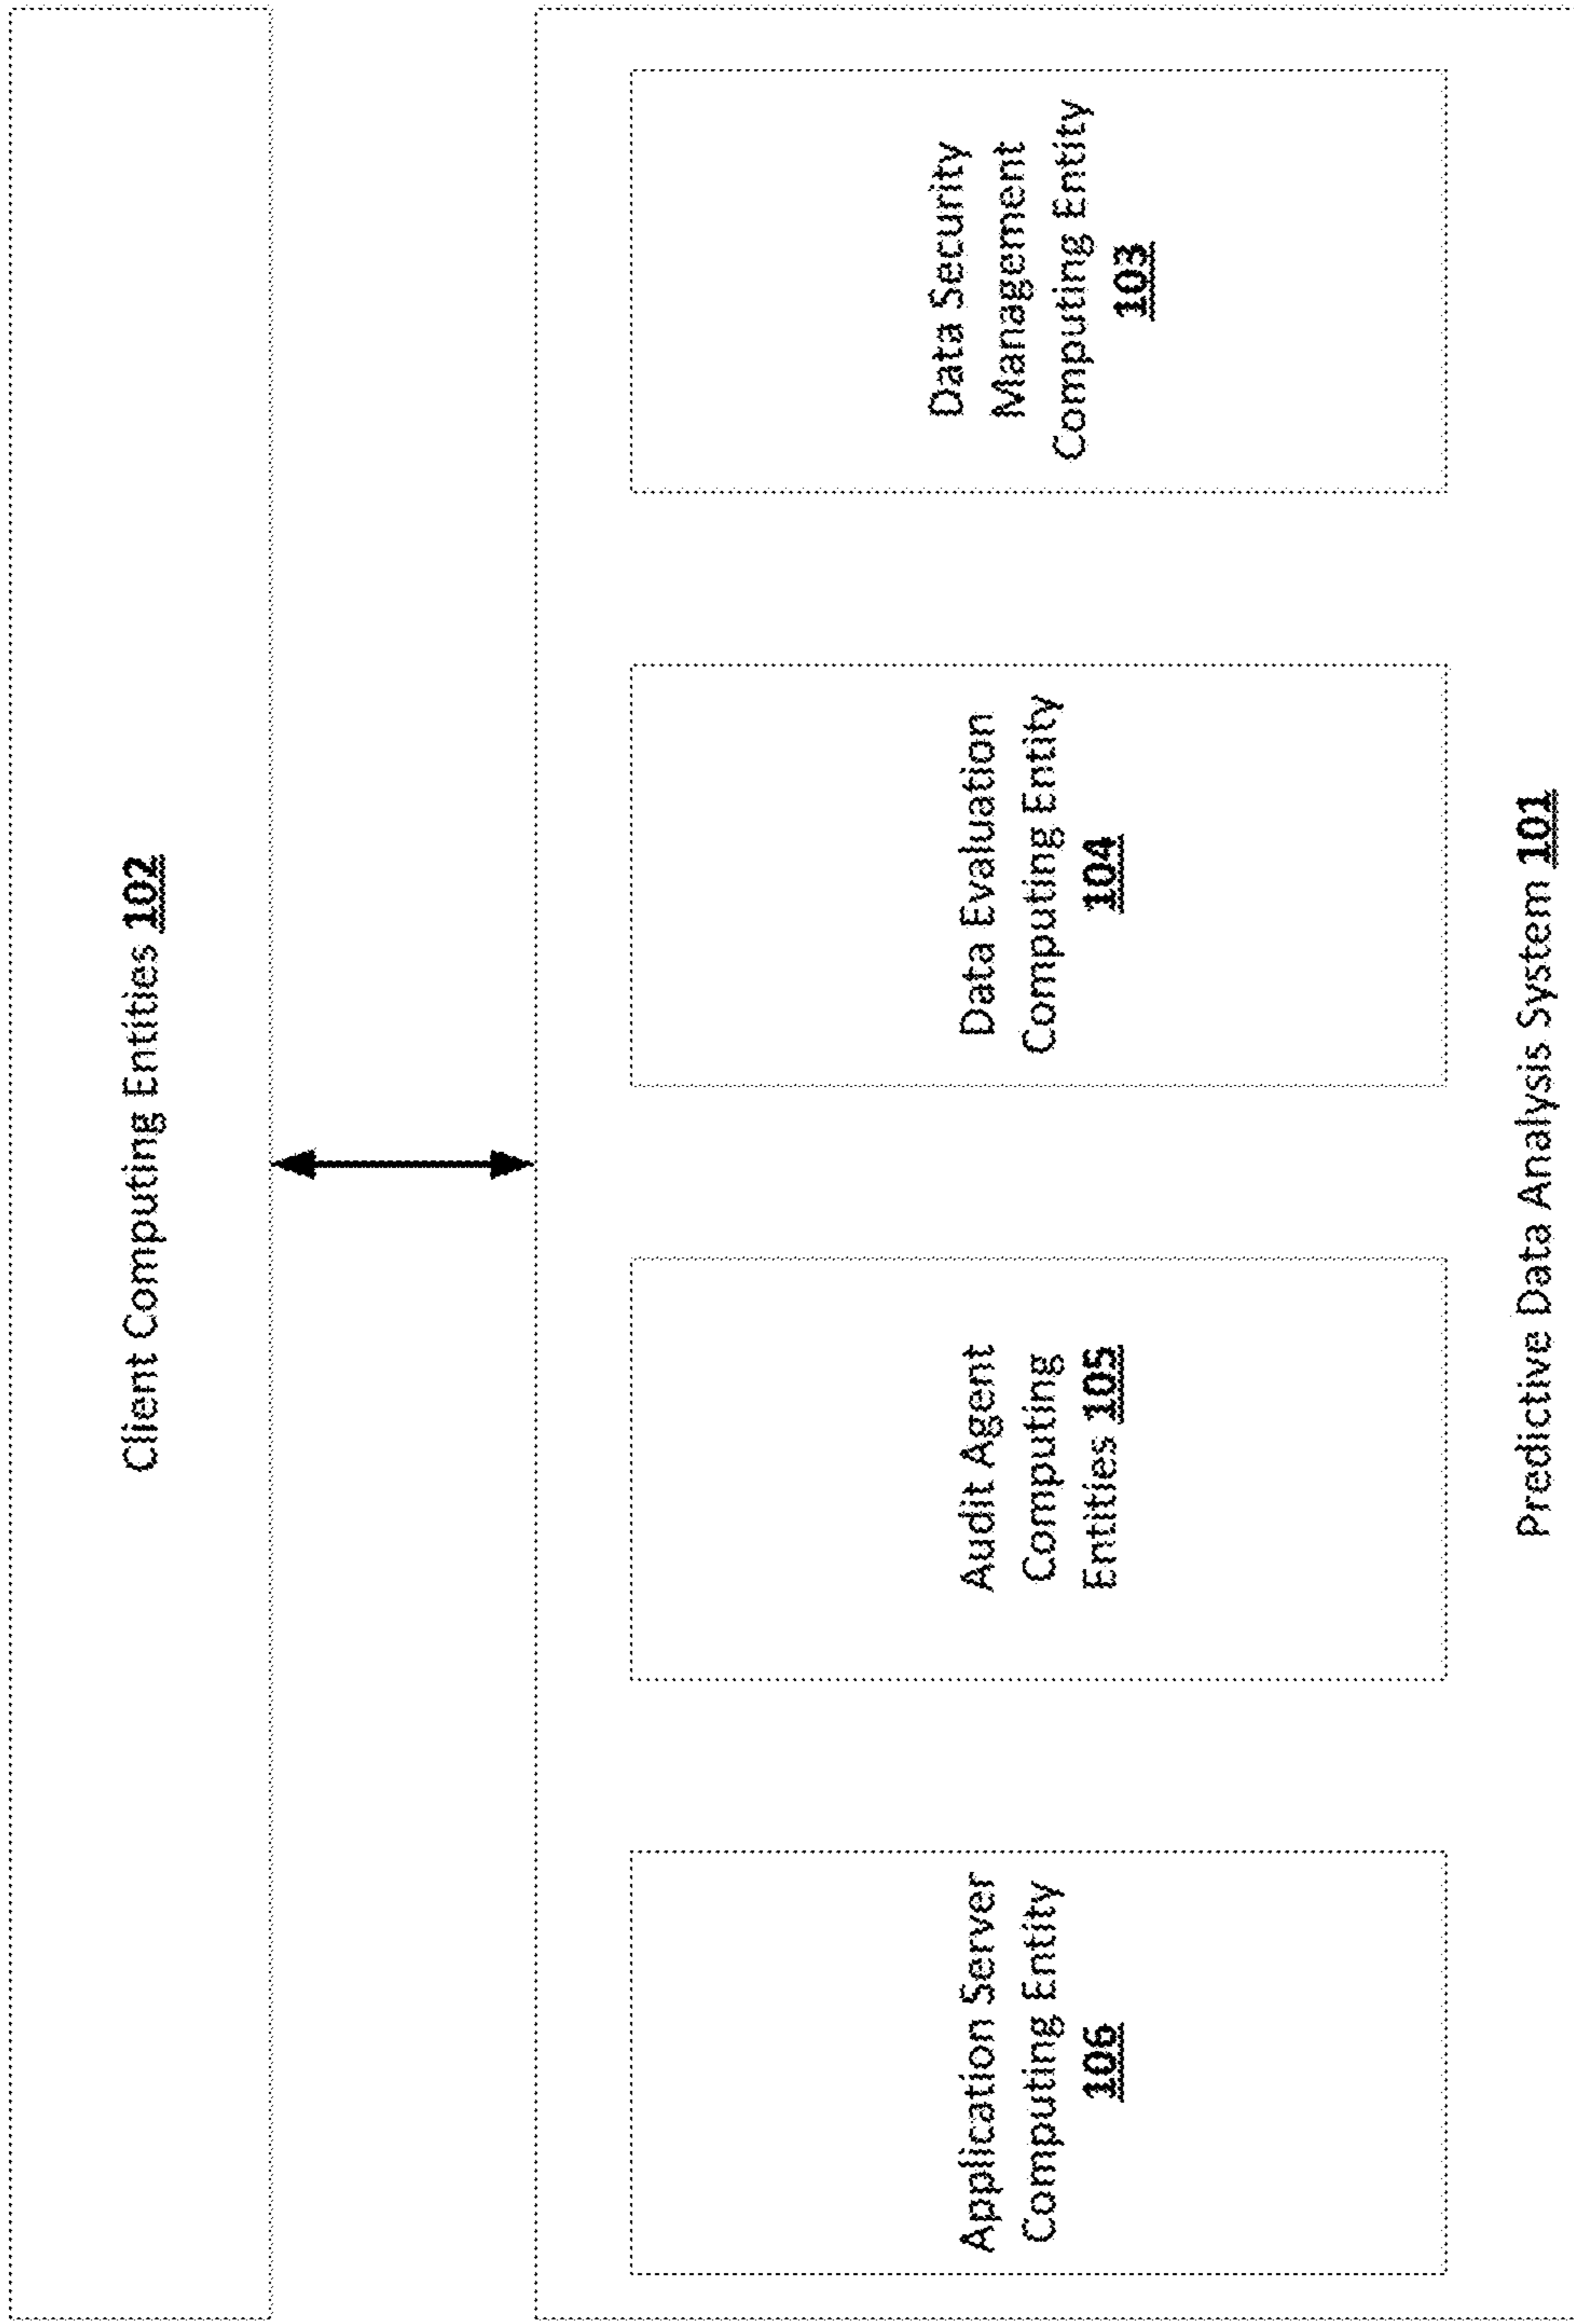 Client Computing Entities 102
Application Server
Computing Entity
106
Audit Agent
Computing
Entities 105
Data Evaluation
Computing Entity
104
Data Security
Management
Computing Entity
103
Predictive Data Analysis System 101